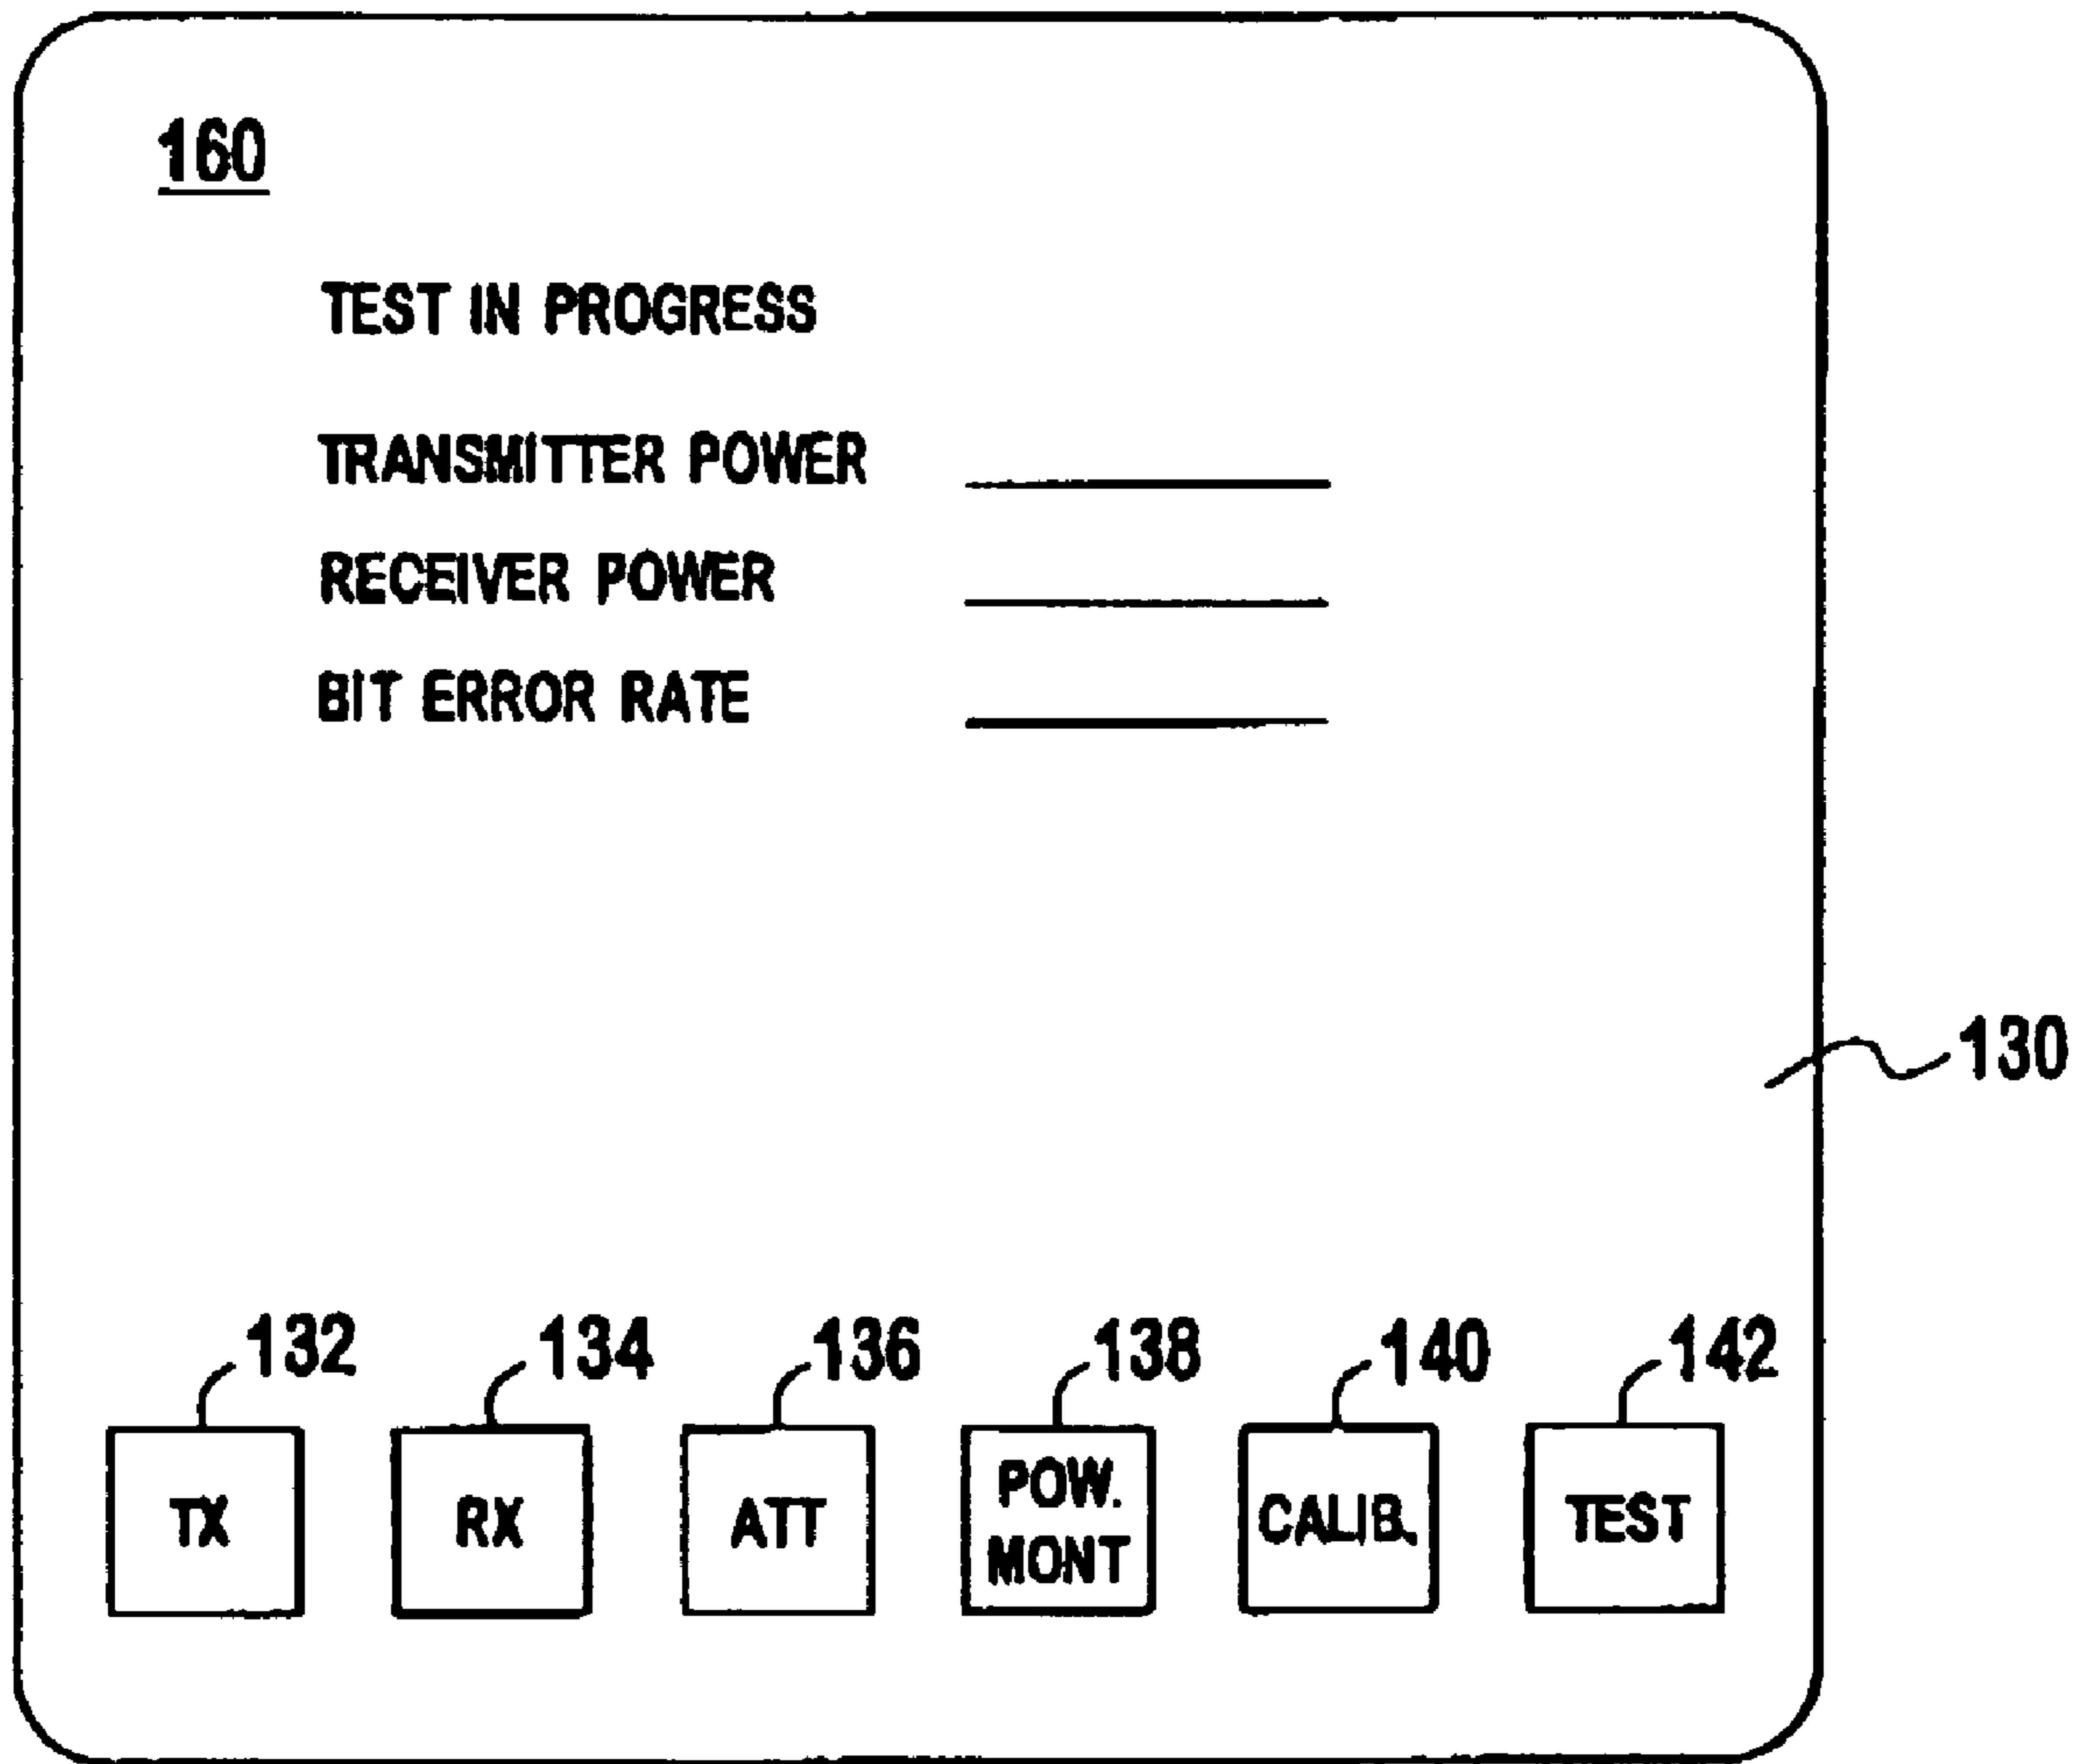 160
TEST IN PROGRESS
TRANSMITTER POWER
RECEIVER POWER
BIT ERROR RATE
130
132 134 136 138 140 142
TX RX ATT POW. MONT CALIB. TEST